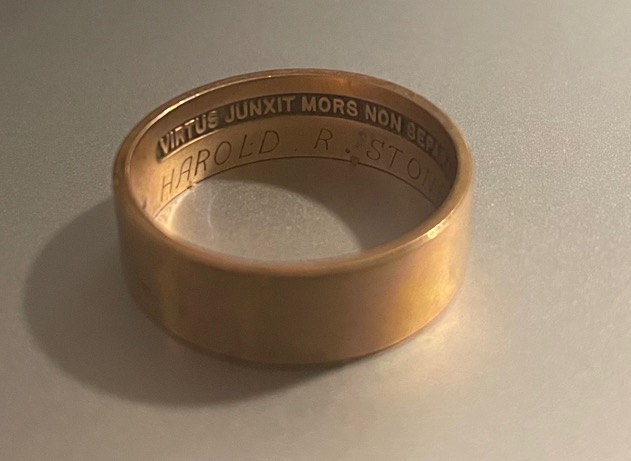 VIRTUS JUNXIT MORS NON
HAROLD R.